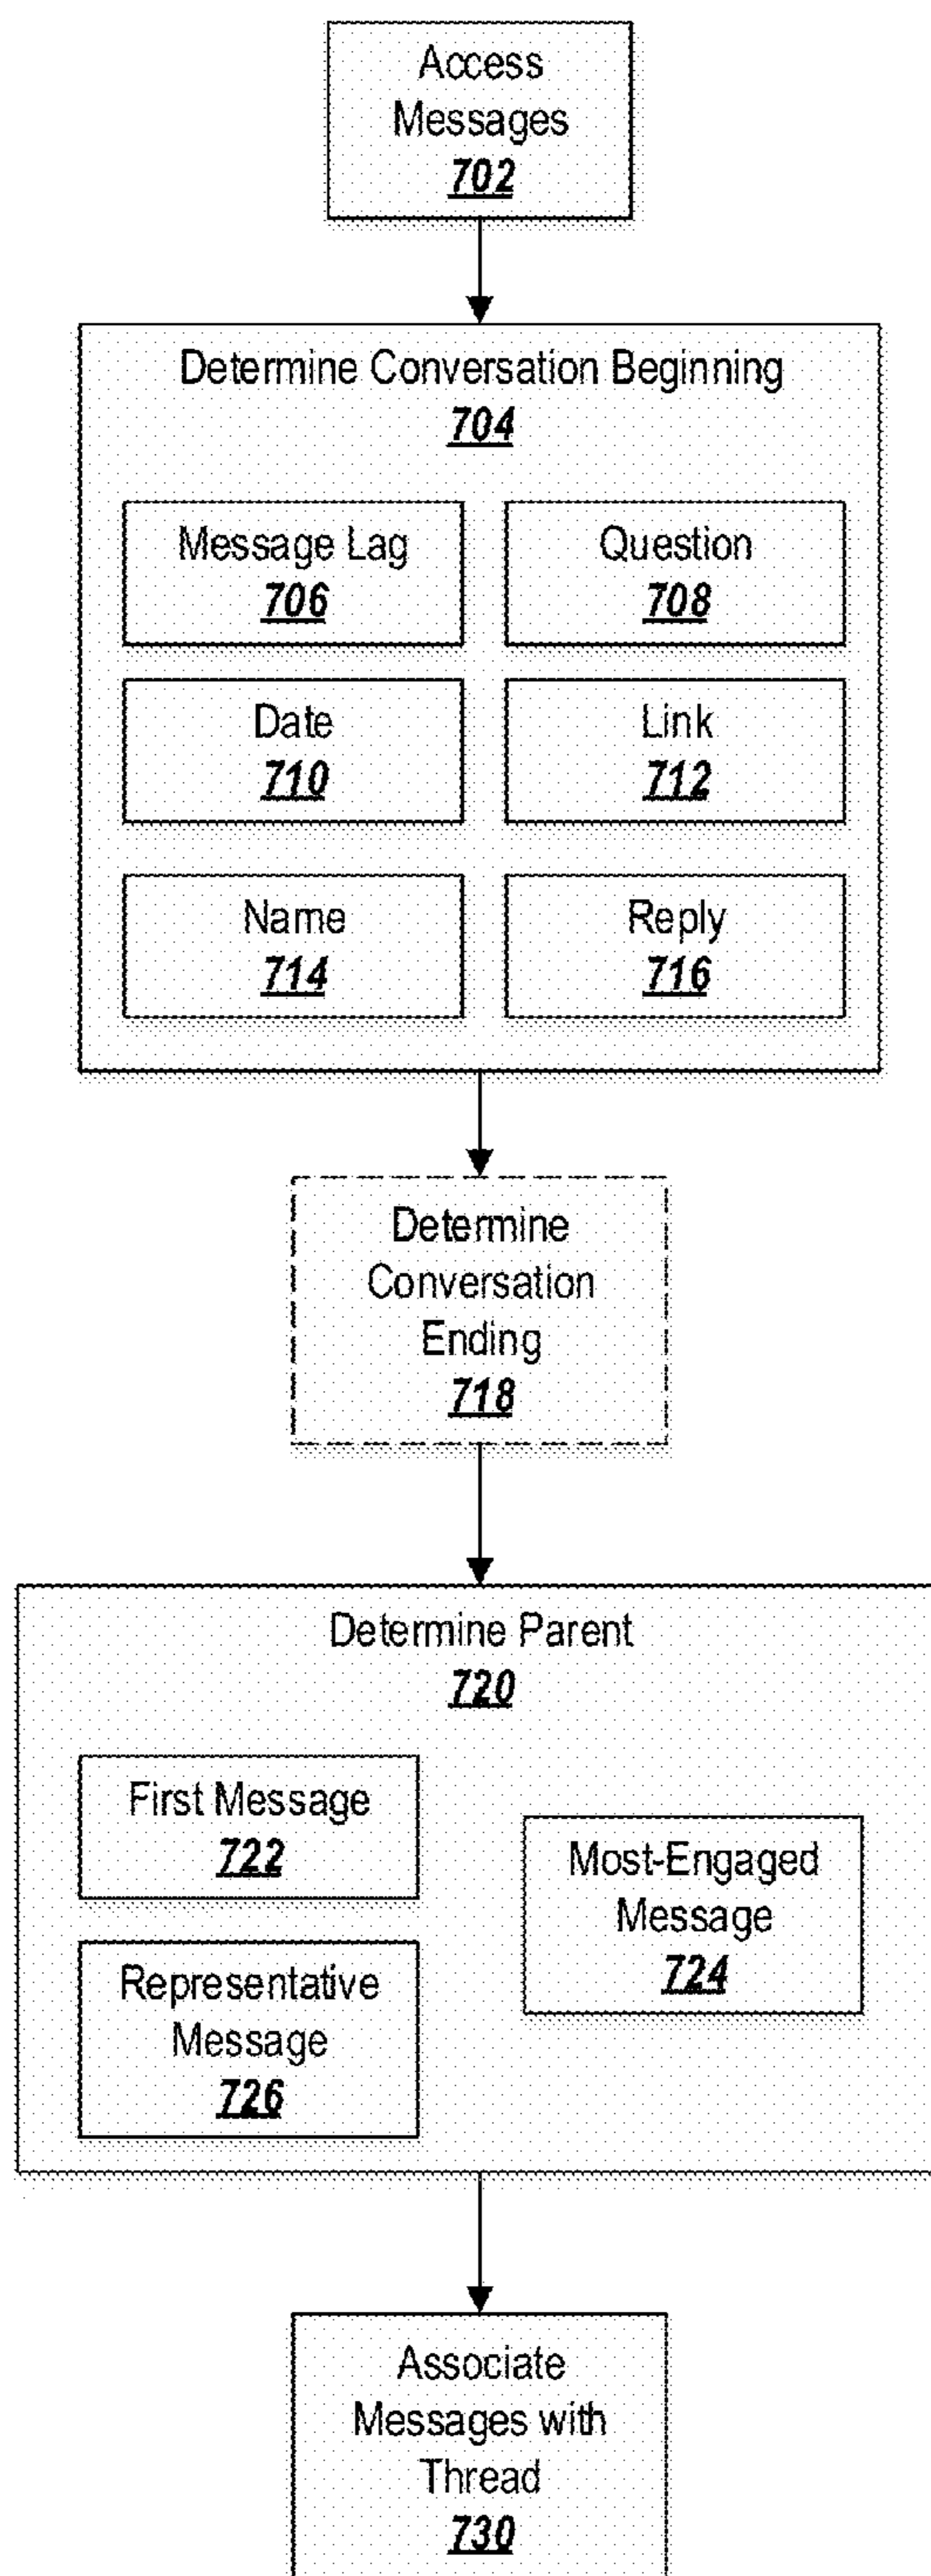 Access
Messages
702
Determine Conversation Beginning
704
Message Lag
706
Question
708
Date
710
Link
712
Name
714
Reply
716
Determine
Conversation
Ending
718
Determine Parent
720
First Message
722
Most-Engaged
Message
724
Representative
Message
726
Associate
Messages with
Thread
730